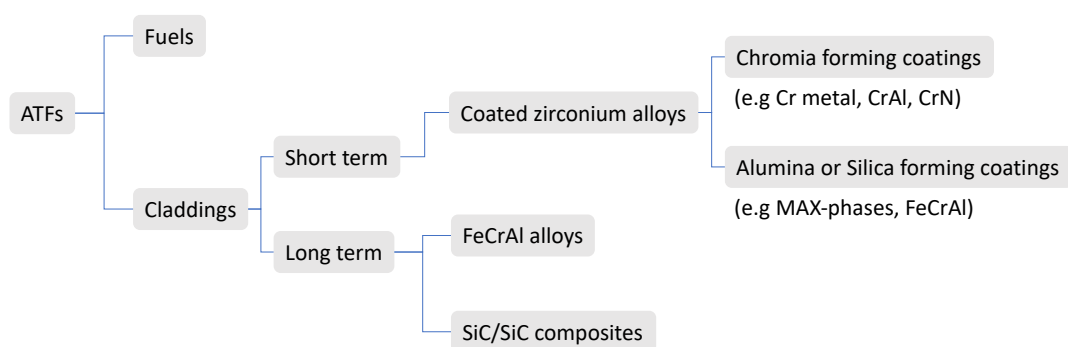 Fuels
Chromia forming coatings
(e.g Cr metal, CrAl, CrN)
ATFs
Coated zirconium alloys
Short term
Alumina or Silica forming coatings
(e.g MAX-phases, FeCrAl)
Claddings
FeCrAl alloys
Long term
SiC/SiC composites